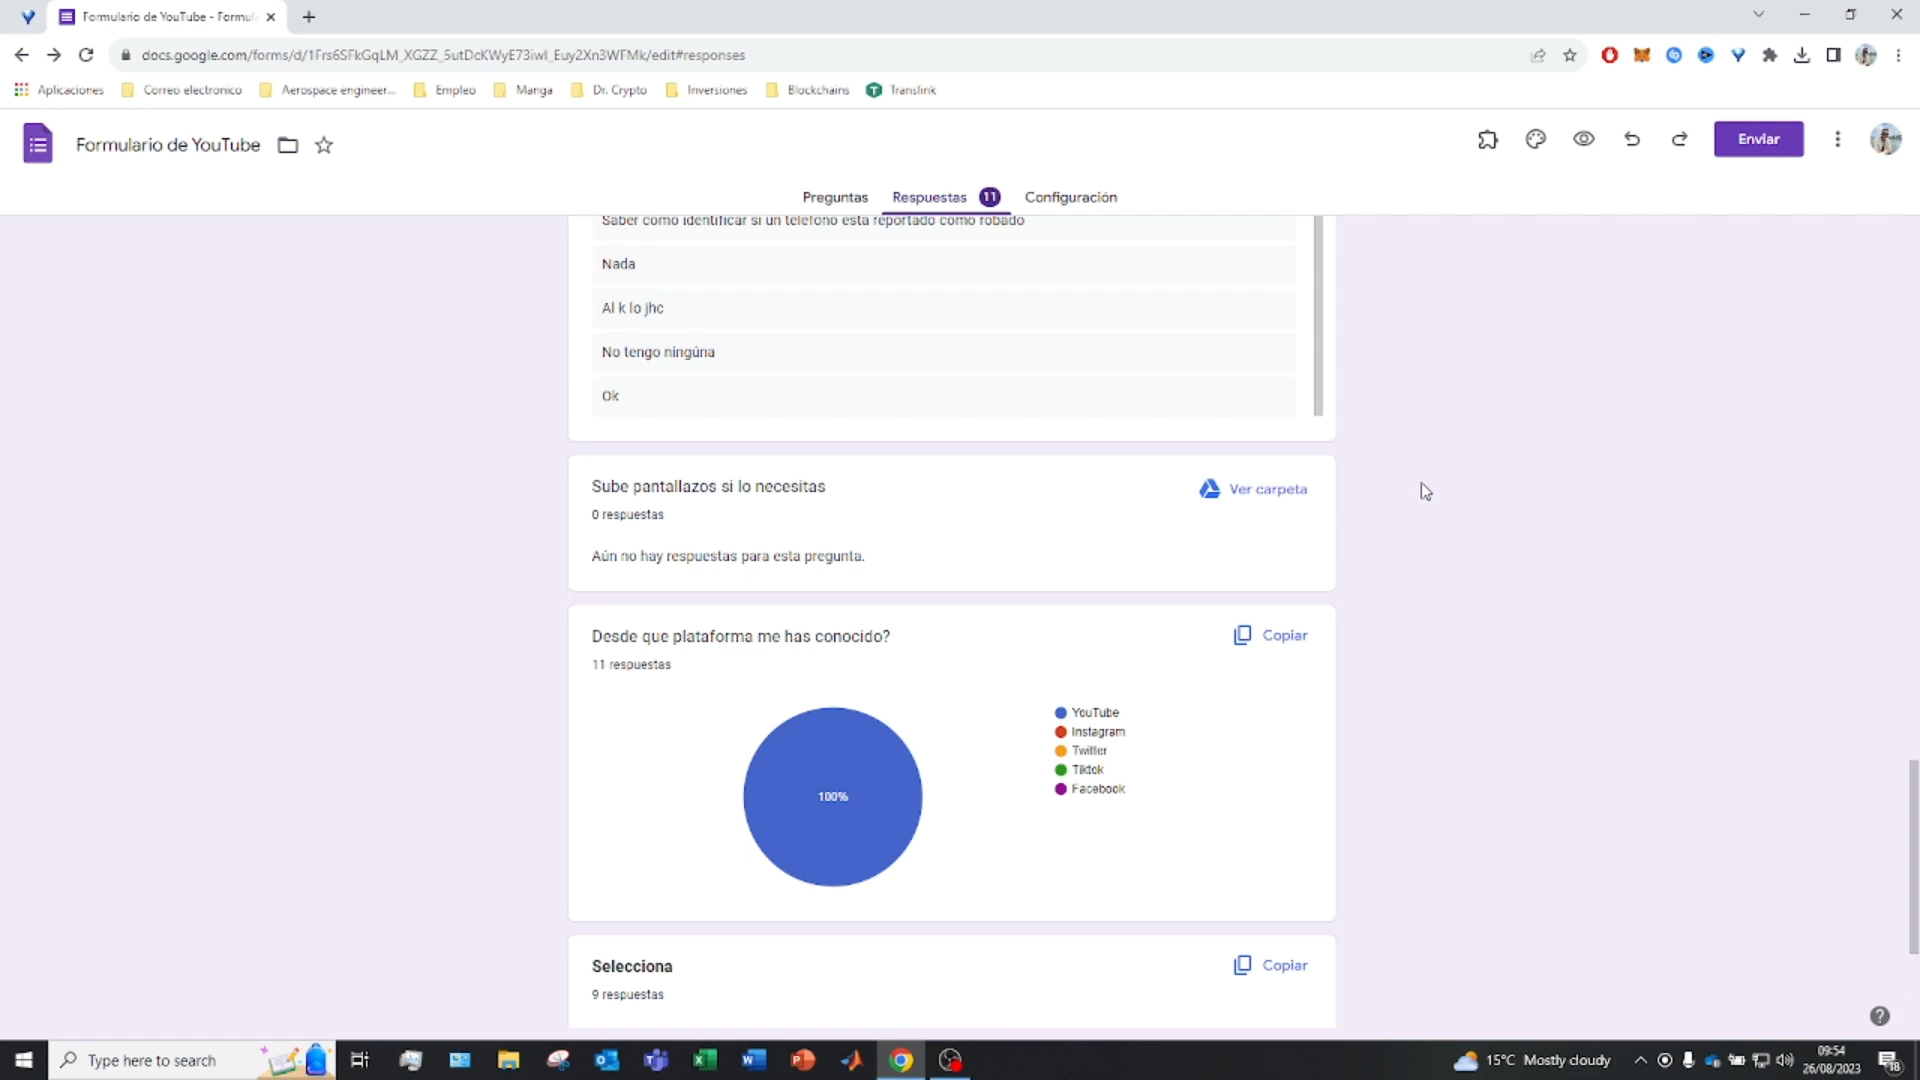 Formulario de YouTube - Formul
docs.google.com/forms/d/1Frs6SFkGqLM_XGZZ_5utDcKWyE73iwl_Euy2Xn3WFMk/edit#responses
Aplicaciones
Correo electronico
Aerospace engineer...
Empleo
Manga
Dr. Crypto
Inversiones
Blockchains
Translink
Formulario de YouTube
Enviar
Preguntas
Respuestas 11
Configuración
Saber como identificar si un telefono esta reportado como robado
Nada
Al k lo jhc
No tengo ningúna
Ok
Sube pantallazos si lo necesitas
Ver carpeta
0 respuestas
Aún no hay respuestas para esta pregunta.
Desde que plataforma me has conocido?
Copiar
11 respuestas
100%
YouTube
Instagram
Twitter
Tiktok
Facebook
Selecciona
Copiar
9 respuestas
Type here to search
15°C Mostly cloudy
09:54
26/08/2023
18